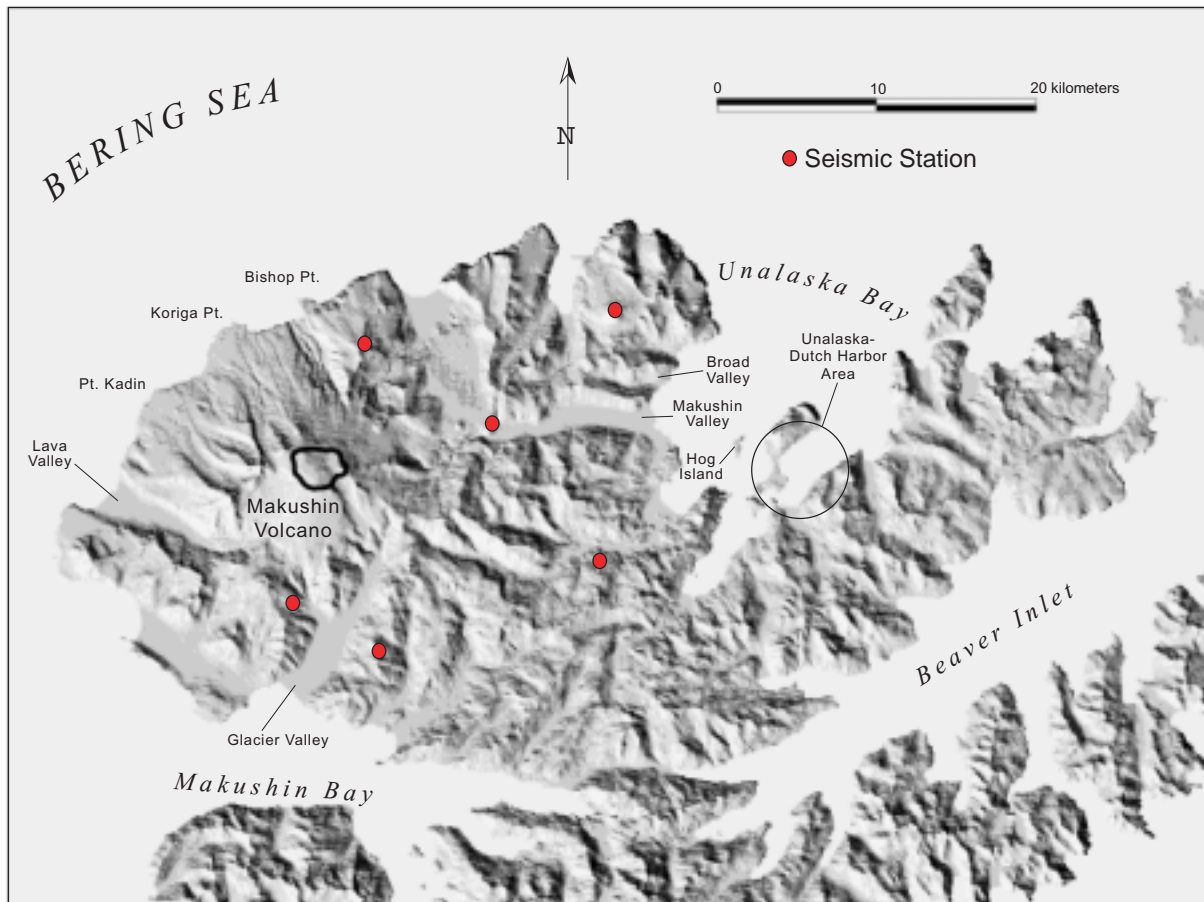 BERING SEA
N
0 10 20 kilometers
Seismic Station
Bishop Pt.
Koriga Pt.
Pt. Kadin
Lava
Valley
Makushin
Volcano
Unalaska Bay
Unalaska-
Dutch Harbor
Area
Broad
Valley
Makushin
Valley
Hog
Island
Beaver Inlet
Glacier Valley
Makushin Bay